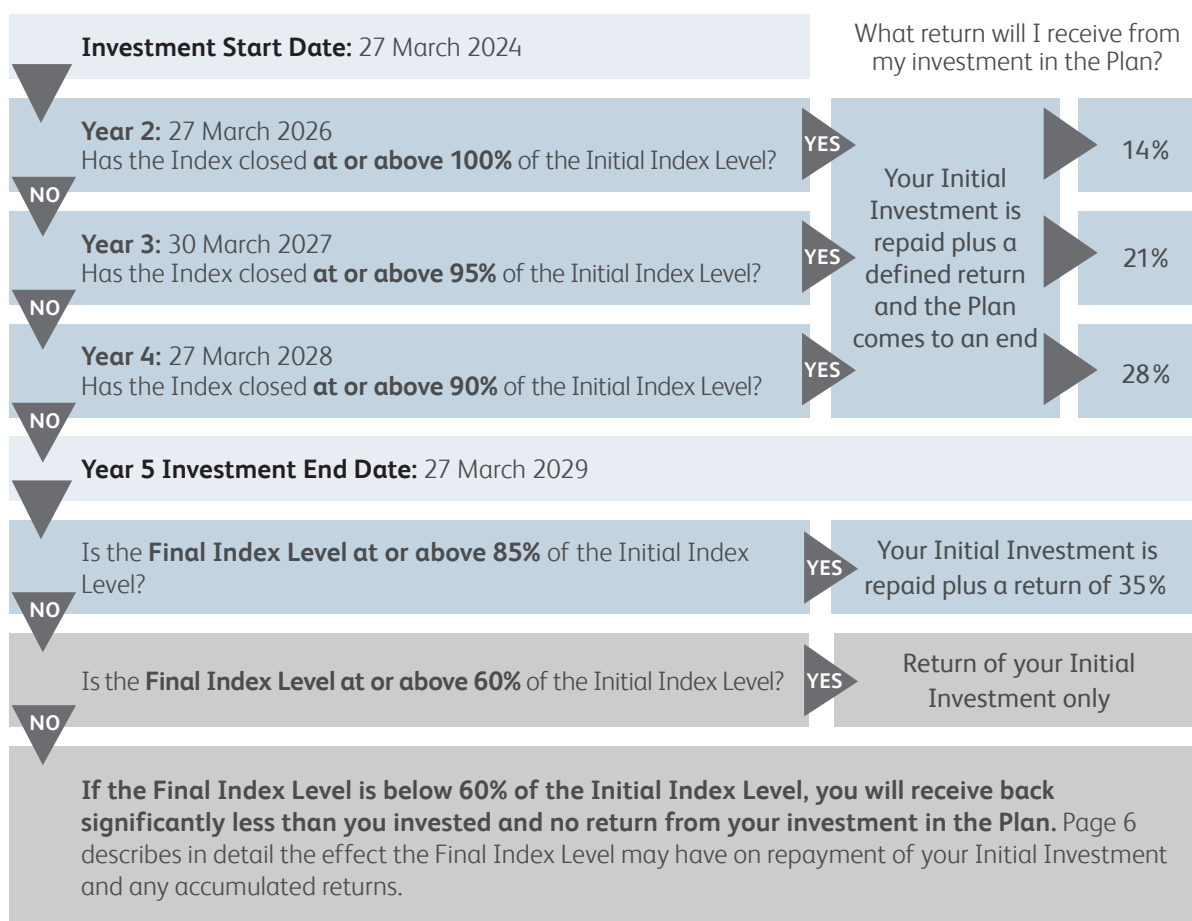 Investment Start Date: 27 March 2024
What return will I receive from
my investment in the Plan?
Year 2: 27 March 2026
Has the Index closed at or above 100% of the Initial Index Level?
YES
14%
NO
Year 3: 30 March 2027
Has the Index closed at or above 95% of the Initial Index Level?
YES
21%
NO
Year 4: 27 March 2028
Has the Index closed at or above 90% of the Initial Index Level?
YES
28%
Your Initial
Investment is
repaid plus a
defined return
and the Plan
comes to an end
NO
Year 5 Investment End Date: 27 March 2029
Is the Final Index Level at or above 85% of the Initial Index
Level?
YES
Your Initial Investment is
repaid plus a return of 35%
NO
Is the Final Index Level at or above 60% of the Initial Index Level?
YES
Return of your Initial
Investment only
NO
If the Final Index Level is below 60% of the Initial Index Level, you will receive back
significantly less than you invested and no return from your investment in the Plan. Page 6
describes in detail the effect the Final Index Level may have on repayment of your Initial Investment
and any accumulated returns.